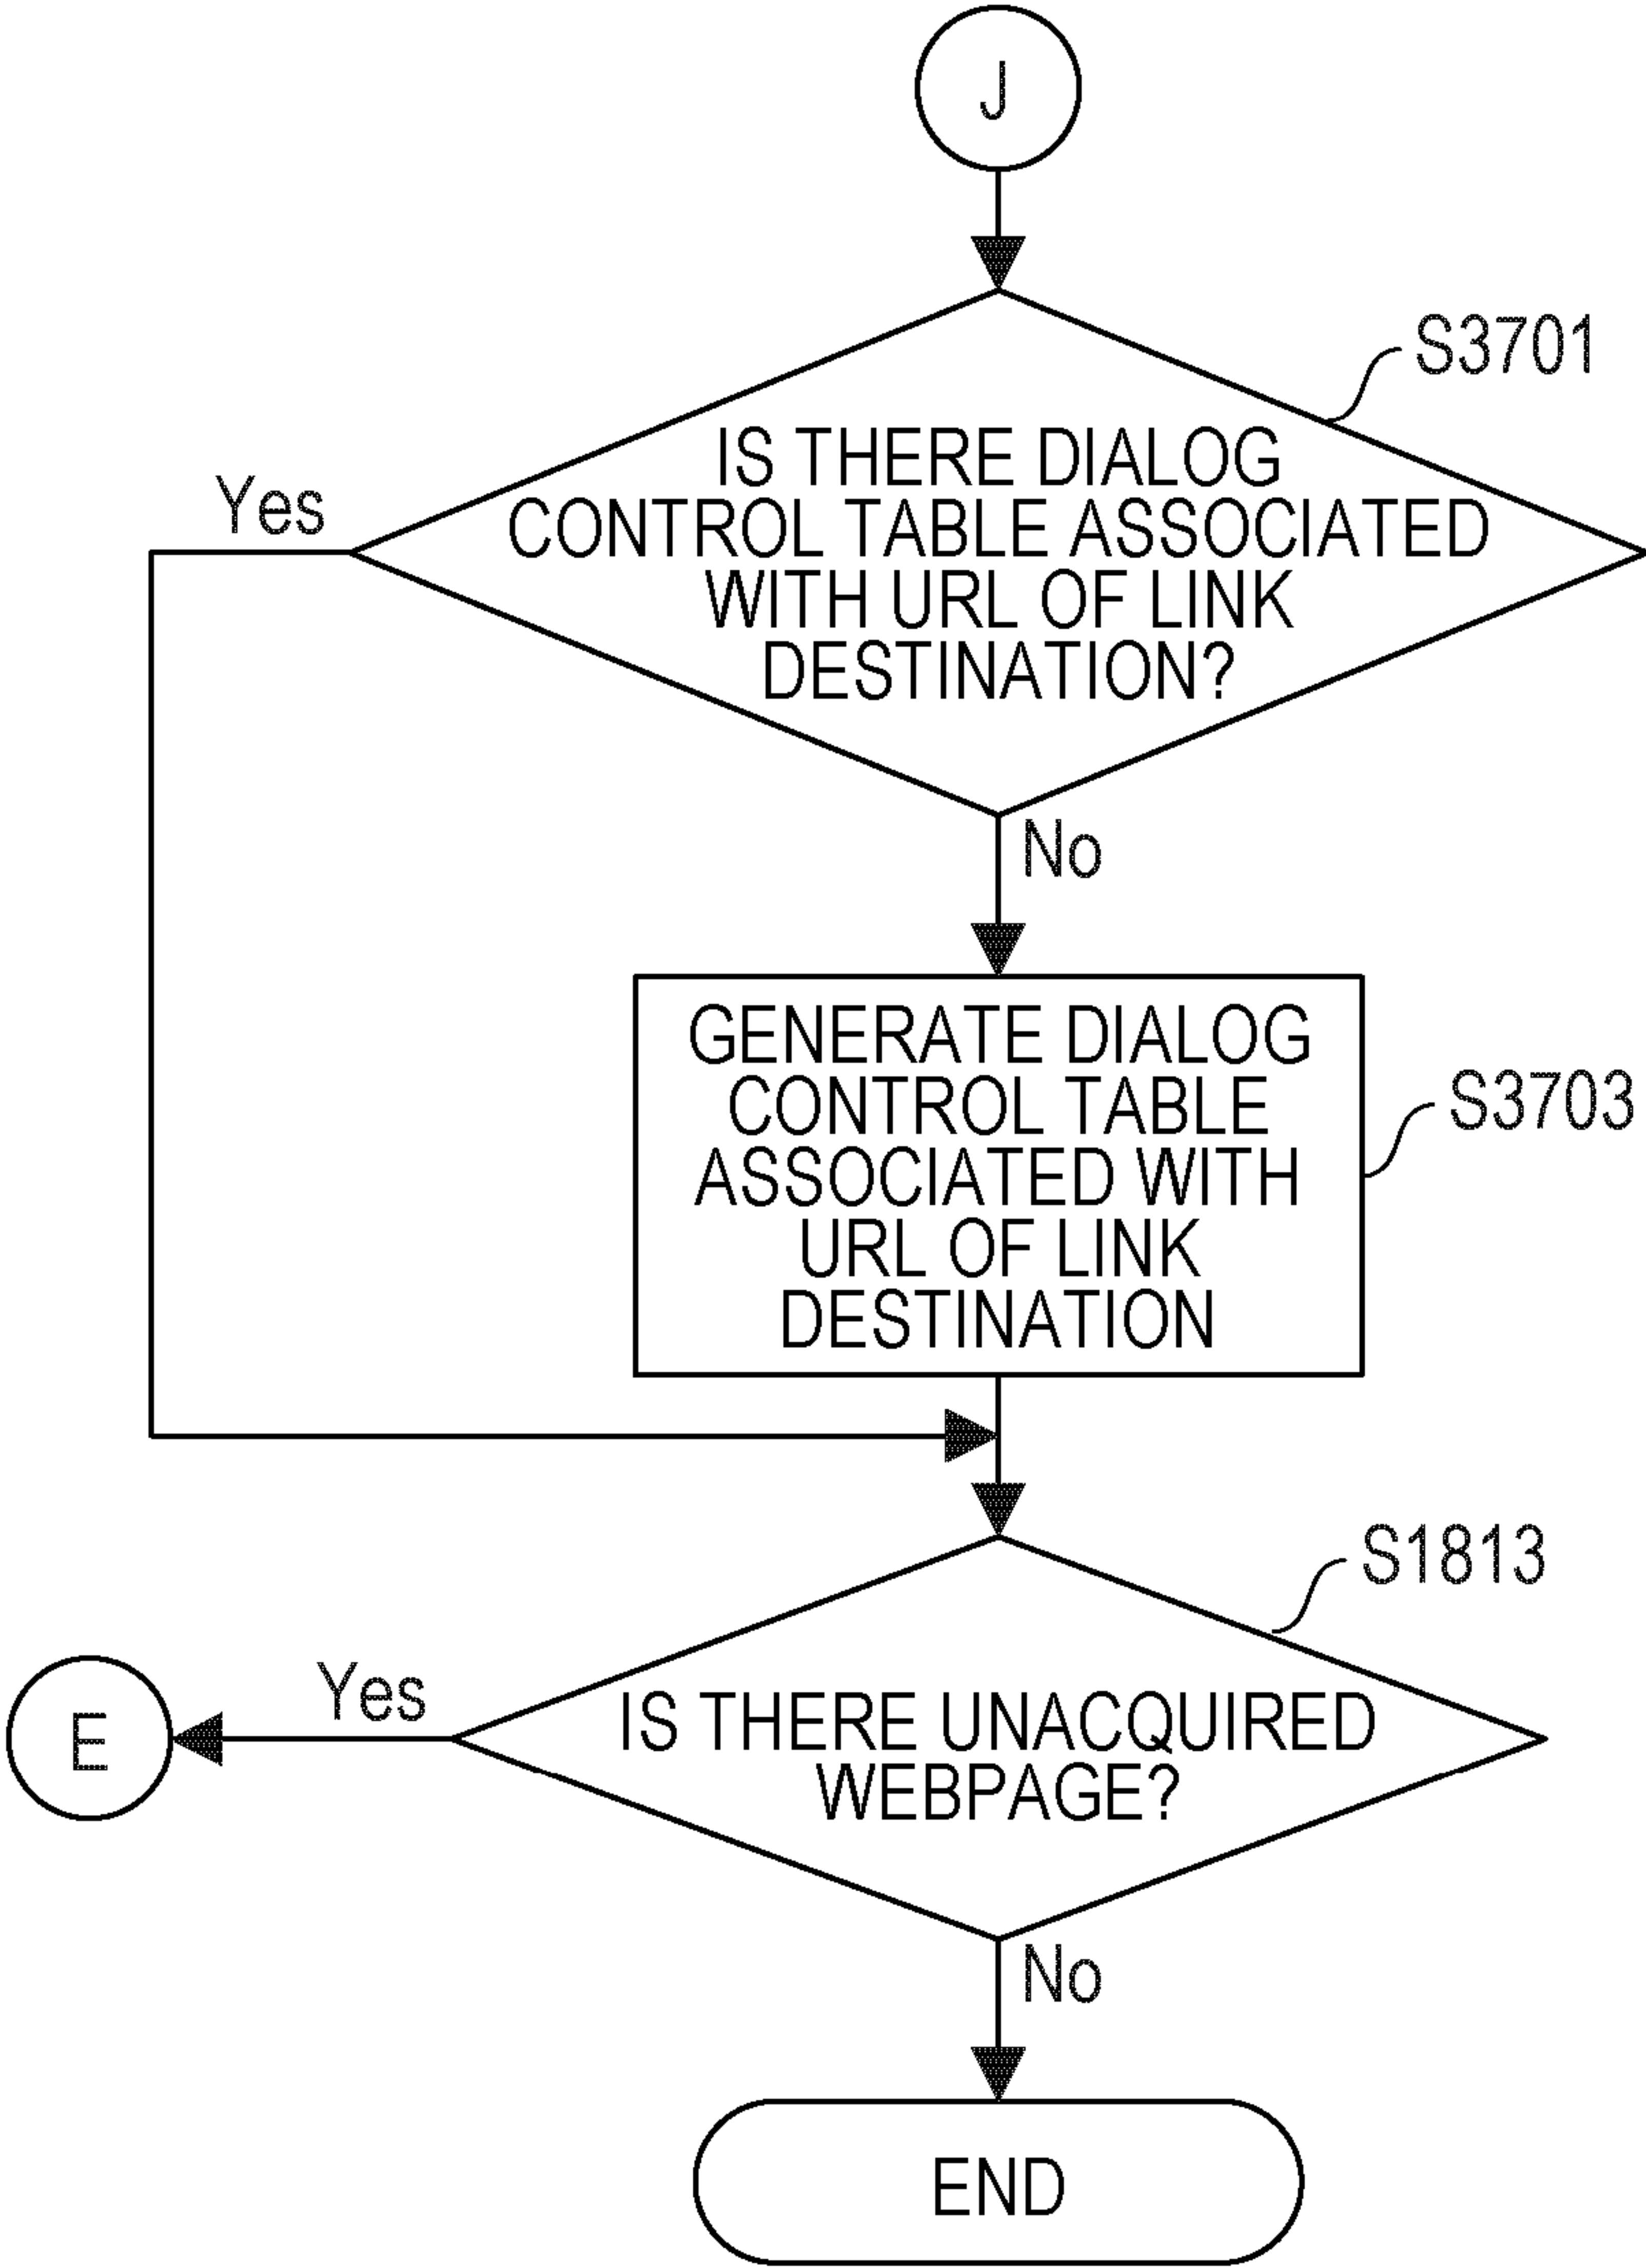 J
S3701
IS THERE DIALOG
CONTROL TABLE ASSOCIATED
WITH URL OF LINK
DESTINATION?
Yes
No
GENERATE DIALOG
CONTROL TABLE
ASSOCIATED WITH
URL OF LINK
DESTINATION
S3703
S1813
IS THERE UNACQUIRED
WEBPAGE?
Yes
E
No
END